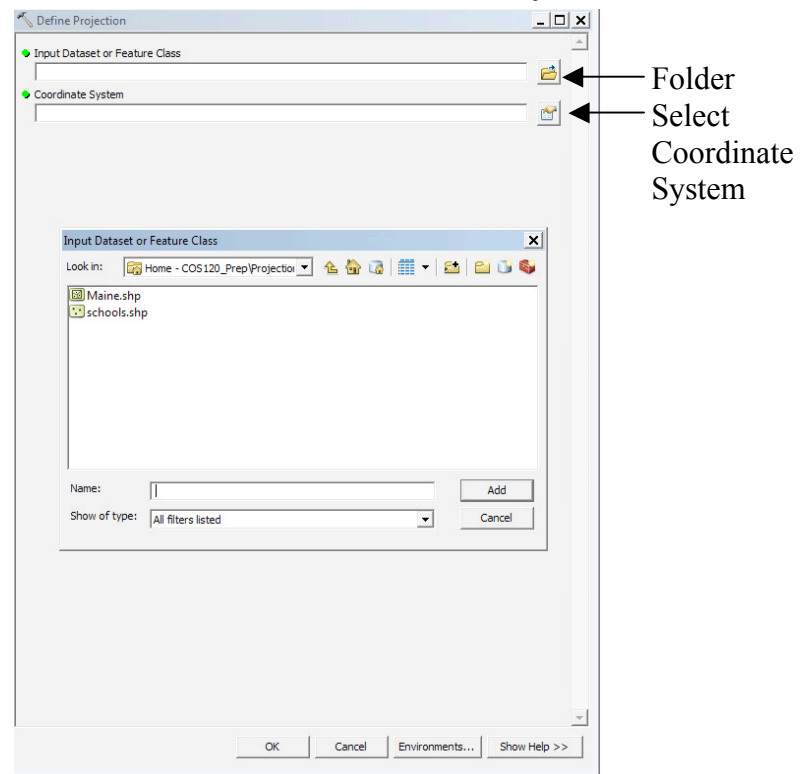 Define Projection
Input Dataset or Feature Class
Folder
Coordinate System
Select
Coordinate
System
Input Dataset or Feature Class
Look in: Home - COS120_Prep\Projection
Maine.shp
schools.shp
Name: Add
Show of type: All filters listed Cancel
OK Cancel Environments... Show Help >>